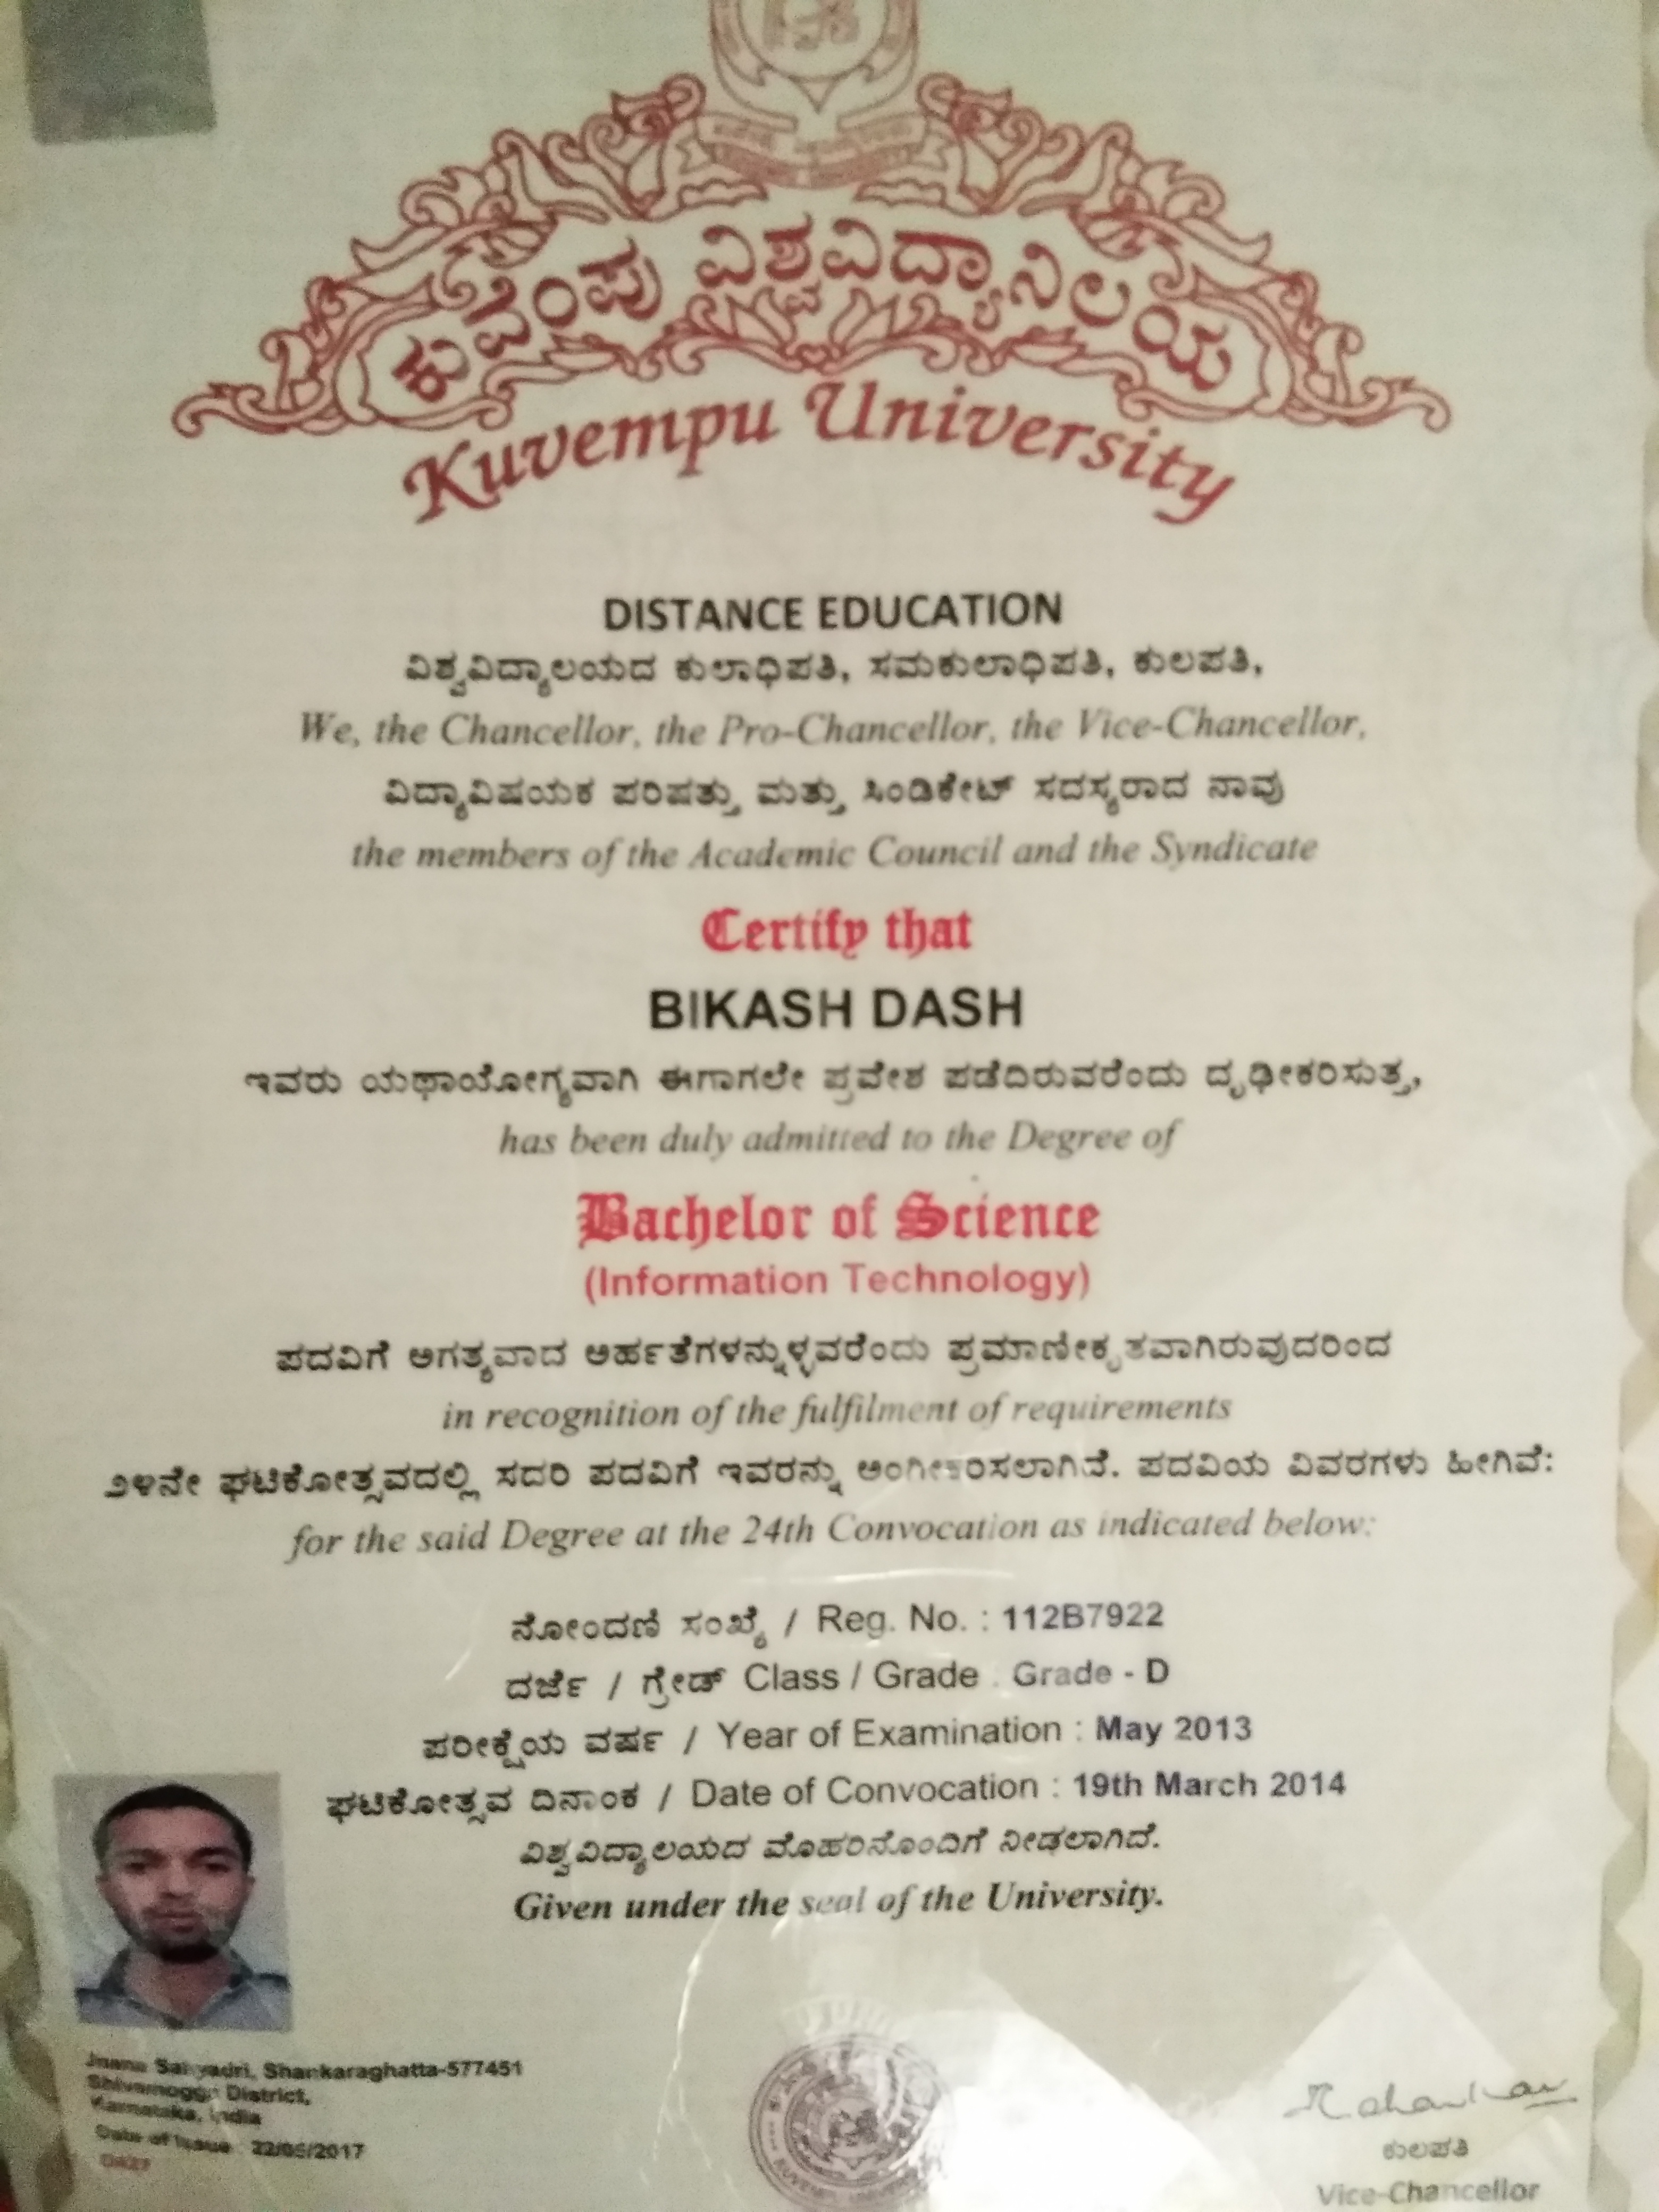 ಕುವೆಂಪು ವಿಶ್ವವಿದ್ಯಾನಿಲಯ
Kuvempu University
DISTANCE EDUCATION
ವಿಶ್ವವಿದ್ಯಾಲಯದ ಕುಲಾಧಿಪತಿ, ಸಮಕುಲಾಧಿಪತಿ, ಕುಲಪತಿ,
We, the Chancellor, the Pro-Chancellor, the Vice-Chancellor,
ವಿದ್ಯಾವಿಷಯಕ ಪರಿಷತ್ತು ಮತ್ತು ಸಿಂಡಿಕೇಟ್ ಸದಸ್ಯರಾದ ನಾವು
the members of the Academic Council and the Syndicate
Certify that
BIKASH DASH
ಇವರು ಯಥಾಯೋಗ್ಯವಾಗಿ ಈಗಾಗಲೇ ಪ್ರವೇಶ ಪಡೆದಿರುವರೆಂದು ದೃಢೀಕರಿಸುತ್ತ,
has been duly admitted to the Degree of
Bachelor of Science
(Information Technology)
ಪದವಿಗೆ ಅಗತ್ಯವಾದ ಅರ್ಹತೆಗಳನ್ನುಳ್ಳವರೆಂದು ಪ್ರಮಾಣೀಕೃತವಾಗಿರುವುದರಿಂದ
in recognition of the fulfilment of requirements
೨೪ನೇ ಘಟಿಕೋತ್ಸವದಲ್ಲಿ ಸದರಿ ಪದವಿಗೆ ಇವರನ್ನು ಅಂಗೀಕರಿಸಲಾಗಿದೆ. ಪದವಿಯ ವಿವರಗಳು ಹೀಗಿವೆ:
for the said Degree at the 24th Convocation as indicated below:
ನೋಂದಣಿ ಸಂಖ್ಯೆ / Reg. No. : 112B7922
ದರ್ಜೆ / ಗ್ರೇಡ್ Class / Grade : Grade - D
ಪರೀಕ್ಷೆಯ ವರ್ಷ / Year of Examination : May 2013
ಘಟಿಕೋತ್ಸವ ದಿನಾಂಕ / Date of Convocation : 19th March 2014
ವಿಶ್ವವಿದ್ಯಾಲಯದ ಮೊಹರಿನೊಂದಿಗೆ ನೀಡಲಾಗಿದೆ.
Given under the seal of the University.
Jnana Sahyadri, Shankaraghatta-577451
Shivamogga District,
Karnataka, India
Date of Issue : 22/05/2017
ಕುಲಪತಿ
Vice-Chancellor